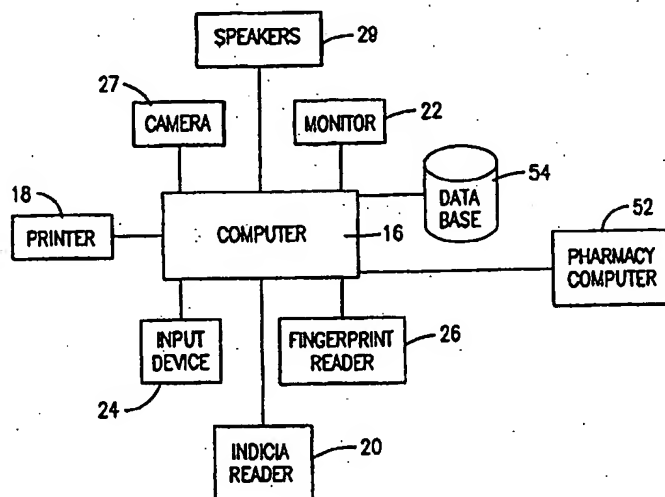 SPEAKERS
29
27
CAMERA
MONITOR
22
54
DATA
BASE
18
PRINTER
COMPUTER
16
52
PHARMACY
COMPUTER
INPUT
DEVICE
24
FINGERPRINT
READER
26
INDICIA
READER
20